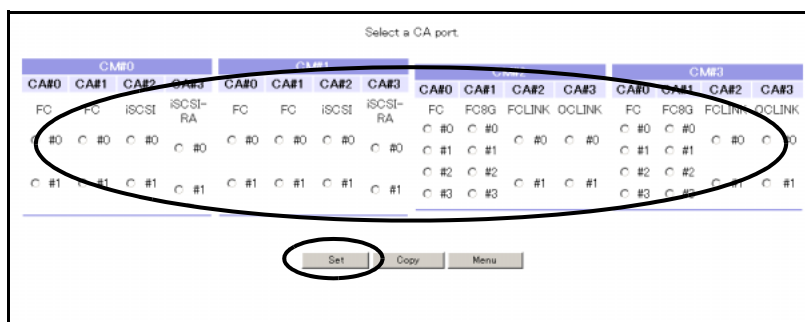 Select a CA port.
CM#0 CM#1 CM#2 CM#3
CA#0 CA#1 CA#2 CA#3 CA#0 CA#1 CA#2 CA#3 CA#0 CA#1 CA#2 CA#3 CA#0 CA#1 CA#2 CA#3
FC FC iSCSI iSCSI-RA FC FC iSCSI iSCSI-RA FC FC8G FCLINK OCLINK FC FC8G FCLINK OCLINK
#0 #0 #0 #0 #0 #0 #0 #0 #0 #0 #0 #0 #0 #0 #0 #0
#1 #1 #1 #1
#2 #2 #2 #2
#1 #1 #1 #1 #1 #1 #1 #1 #1 #1 #1 #1
#3 #3 #3 #3
Set Copy Menu